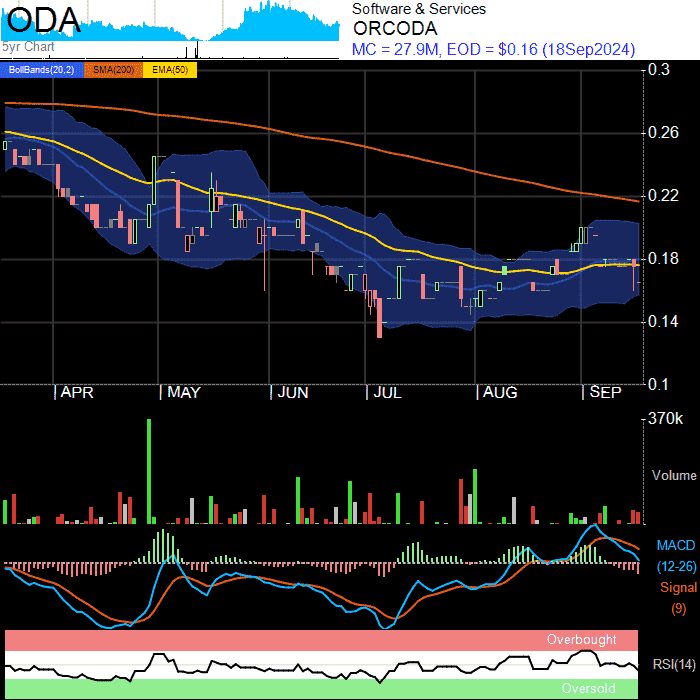 ODA
5yr Chart
Software & Services
ORCODA
MC = 27.9M, EOD = $0.16 (18Sep2024)
BollBands(20,2) SMA(200) EMA(50)
0.3
0.26
0.22
0.18
0.14
0.1
APR MAY JUN JUL AUG SEP
370k
Volume
MACD
(12-26)
Signal
(9)
Overbought
RSI(14)
Oversold